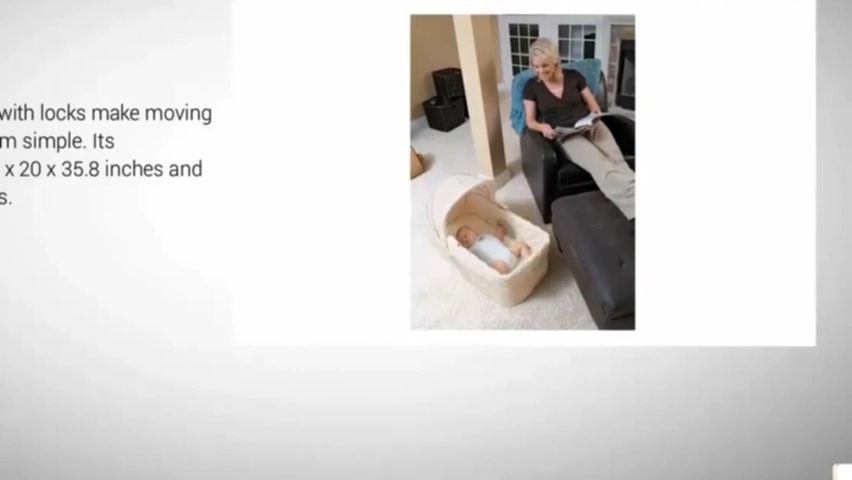 with locks make moving
m simple. Its
x 20 x 35.8 inches and
s.